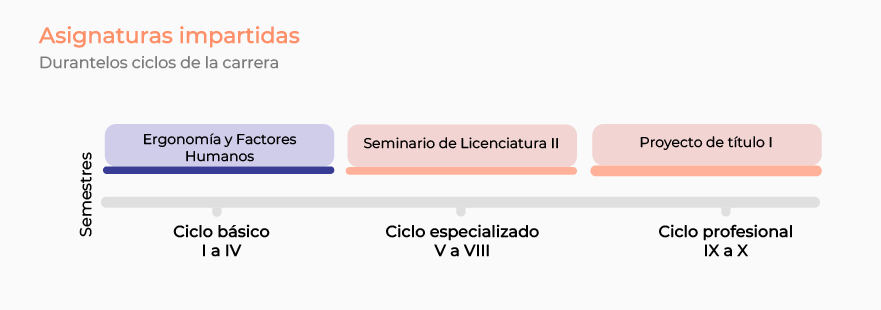 Asignaturas impartidas
Durantelos ciclos de la carrera
Ergonomía y Factores
Humanos
Seminario de Licenciatura II
Proyecto de título I
Semestres
Ciclo básico
I a IV
Ciclo especializado
V a VIII
Ciclo profesional
IX a X